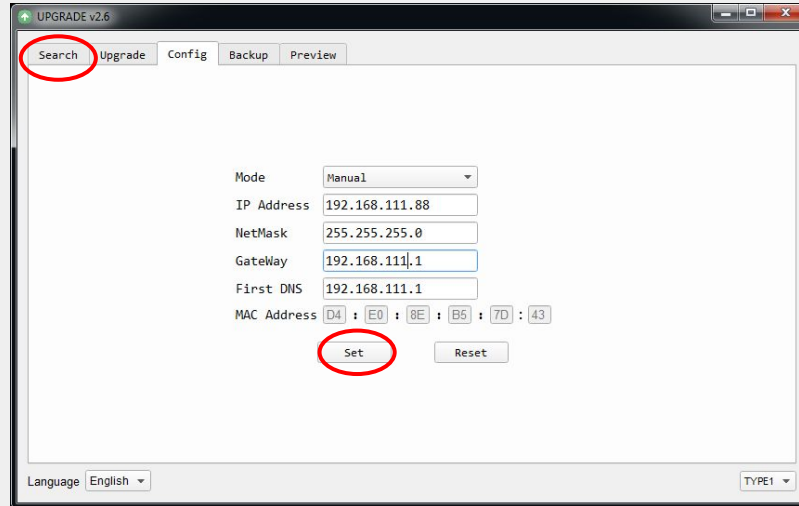 UPGRADE v2.6
Search Upgrade Config Backup Preview
Mode Manual
IP Address 192.168.111.88
NetMask 255.255.255.0
GateWay 192.168.111.1
First DNS 192.168.111.1
MAC Address D4 : E0 : 8E : B5 : 7D : 43
Set Reset
Language English TYPE1